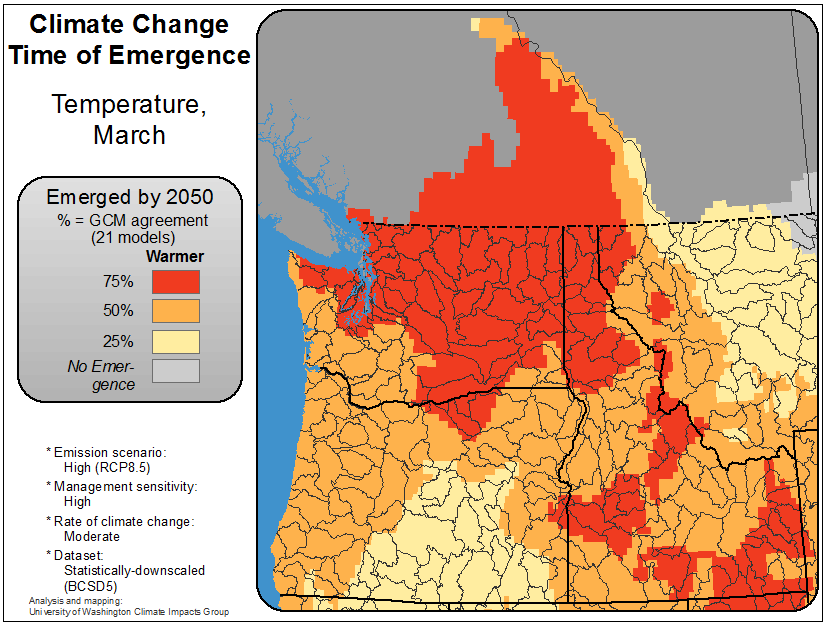 Climate Change
Time of Emergence
Temperature,
March
Emerged by 2050
% = GCM agreement
(21 models)
Warmer
75%
50%
25%
No Emer-
gence
* Emission scenario:
High (RCP8.5)
* Management sensitivity:
High
* Rate of climate change:
Moderate
* Dataset:
Statistically-downscaled
(BCSD5)
Analysis and mapping:
University of Washington Climate Impacts Group